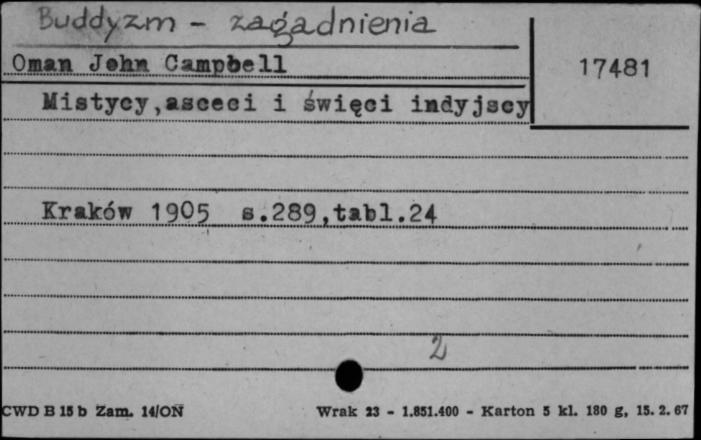 Buddyzm - zagadnienia
Oman John Campbell
17481
Mistycy,asceci i święci indyjscy
Kraków 1905 s.289,tabl.24
2
CWD B 15 b Zam. 14/ON Wrak 23 - 1.851.400 - Karton 5 kl. 180 g, 15. 2. 67